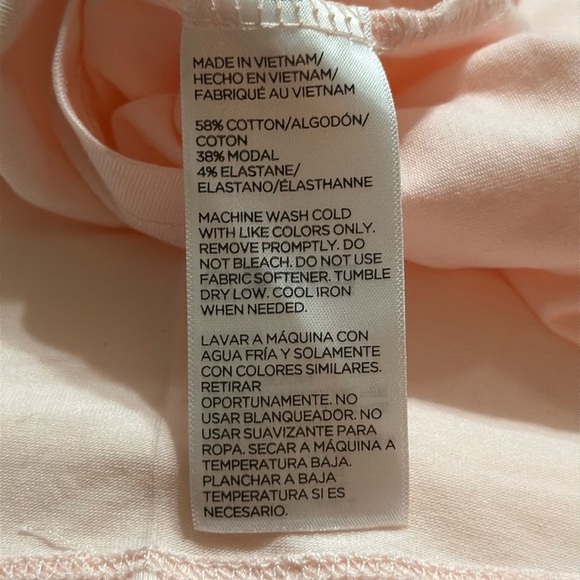 MADE IN VIETNAM/
HECHO EN VIETNAM/
FABRIQUÉ AU VIETNAM
58% COTTON/ALGODÓN/
COTON
38% MODAL
4% ELASTANE/
ELASTANO/ÉLASTHANNE
MACHINE WASH COLD
WITH LIKE COLORS ONLY.
REMOVE PROMPTLY. DO
NOT BLEACH. DO NOT USE
FABRIC SOFTENER. TUMBLE
DRY LOW. COOL IRON
WHEN NEEDED.
LAVAR A MÁQUINA CON
AGUA FRÍA Y SOLAMENTE
CON COLORES SIMILARES.
RETIRAR
OPORTUNAMENTE. NO
USAR BLANQUEADOR. NO
USAR SUAVIZANTE PARA
ROPA. SECAR A MÁQUINA A
TEMPERATURA BAJA.
PLANCHAR A BAJA
TEMPERATURA SI ES
NECESARIO.